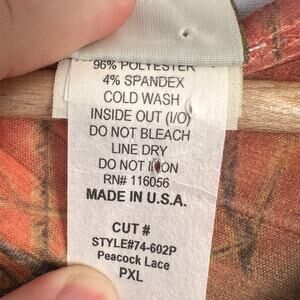 96% POLYESTER
4% SPANDEX
COLD WASH
INSIDE OUT (I/O)
DO NOT BLEACH
LINE DRY
DO NOT IRON
RN# 116056
MADE IN U.S.A.
CUT #
STYLE#74-602P
Peacock Lace
PXL